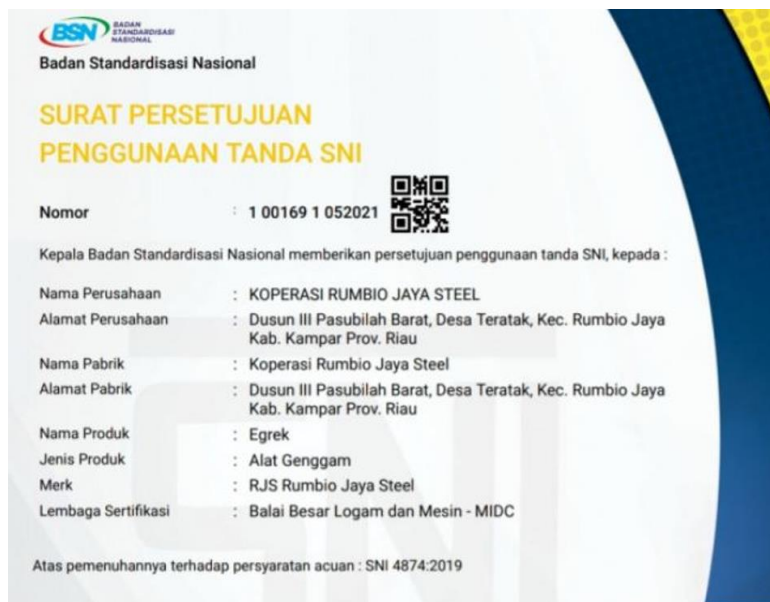 BSN
BADAN
STANDARDISASI
NASIONAL
Badan Standardisasi Nasional
SURAT PERSETUJUAN
PENGGUNAAN TANDA SNI
Nomor : 1 00169 1 052021
Kepala Badan Standardisasi Nasional memberikan persetujuan penggunaan tanda SNI, kepada :
Nama Perusahaan : KOPERASI RUMBIO JAYA STEEL
Alamat Perusahaan : Dusun III Pasubilah Barat, Desa Teratak, Kec. Rumbio Jaya
Kab. Kampar Prov. Riau
Nama Pabrik : Koperasi Rumbio Jaya Steel
Alamat Pabrik : Dusun III Pasubilah Barat, Desa Teratak, Kec. Rumbio Jaya
Kab. Kampar Prov. Riau
Nama Produk : Egrek
Jenis Produk : Alat Genggam
Merk : RJS Rumbio Jaya Steel
Lembaga Sertifikasi : Balai Besar Logam dan Mesin - MIDC
Atas pemenuhannya terhadap persyaratan acuan : SNI 4874:2019
SNI